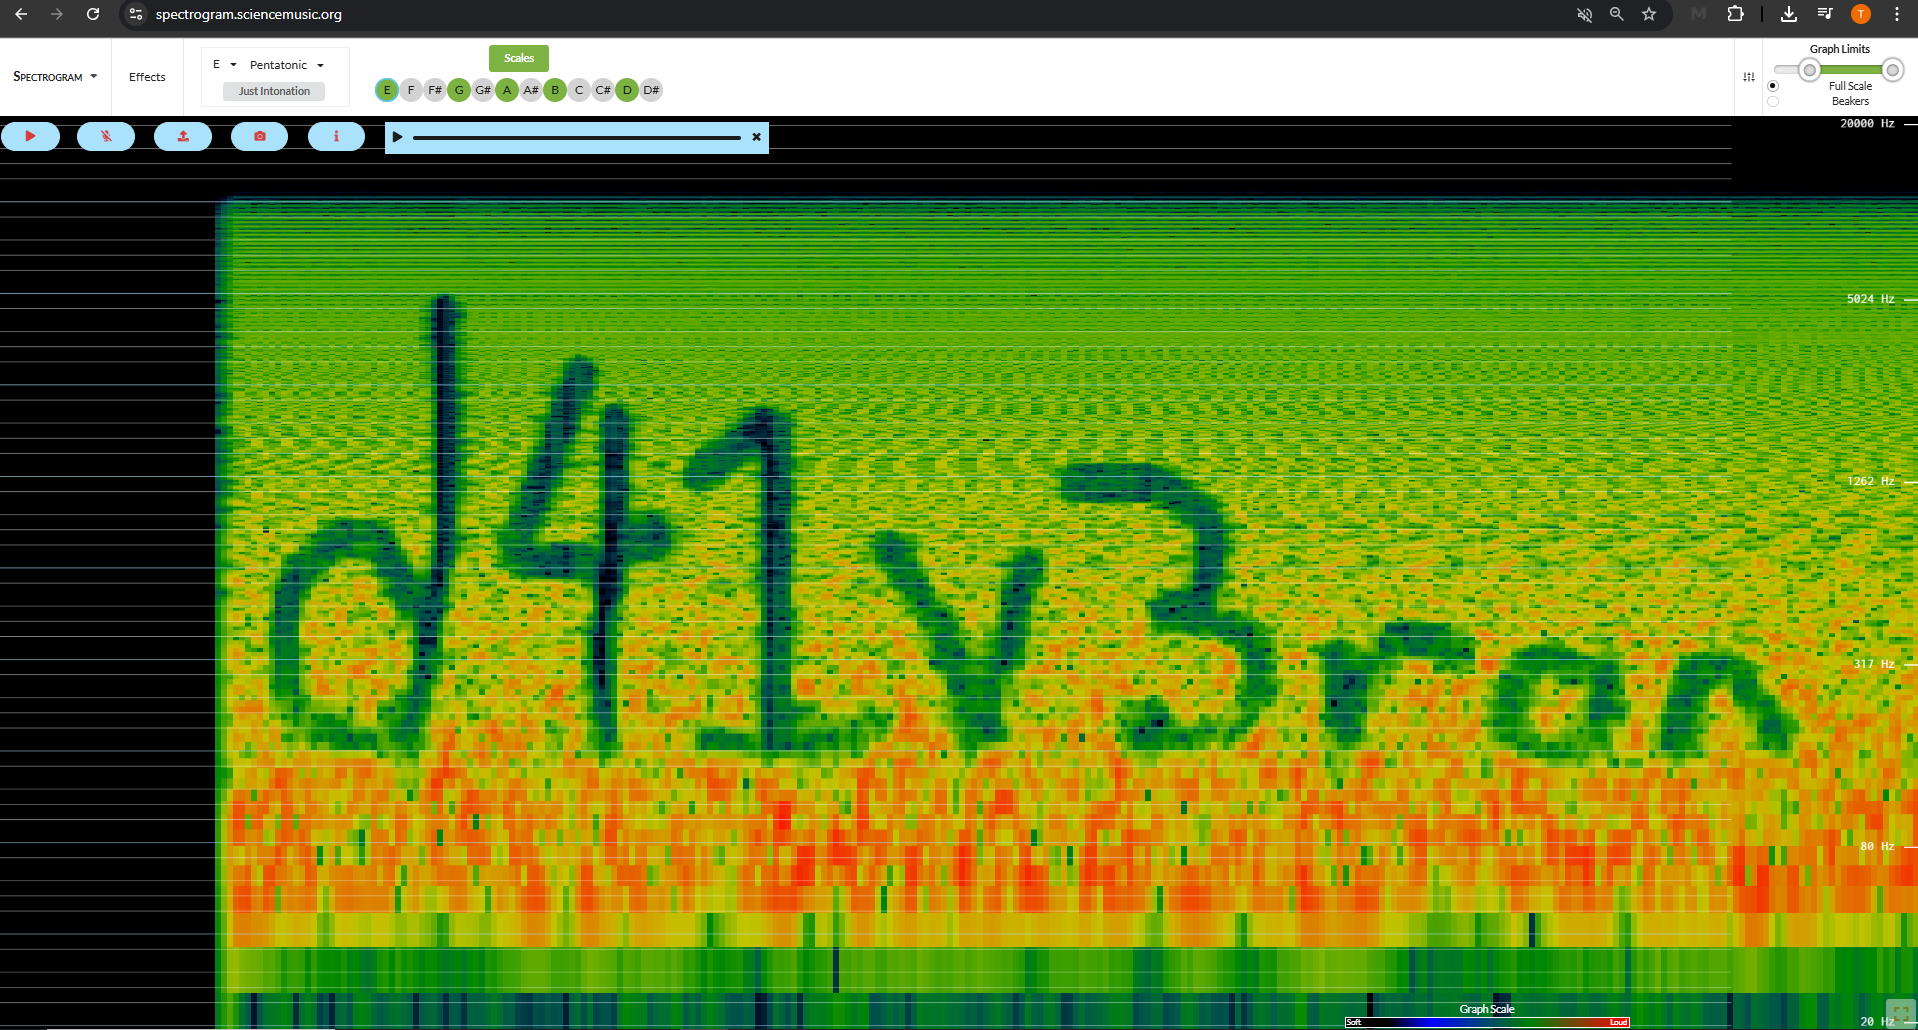 spectrogram.sciencemusic.org
T
SPECTROGRAM
Effects
E Pentatonic
Just Intonation
Scales
E F F# G G# A A# B C C# D D#
Graph Limits
Full Scale
Beakers
20000 Hz
5024 Hz
1262 Hz
317 Hz
80 Hz
20 Hz
d41v3ron
Graph Scale
Soft Loud